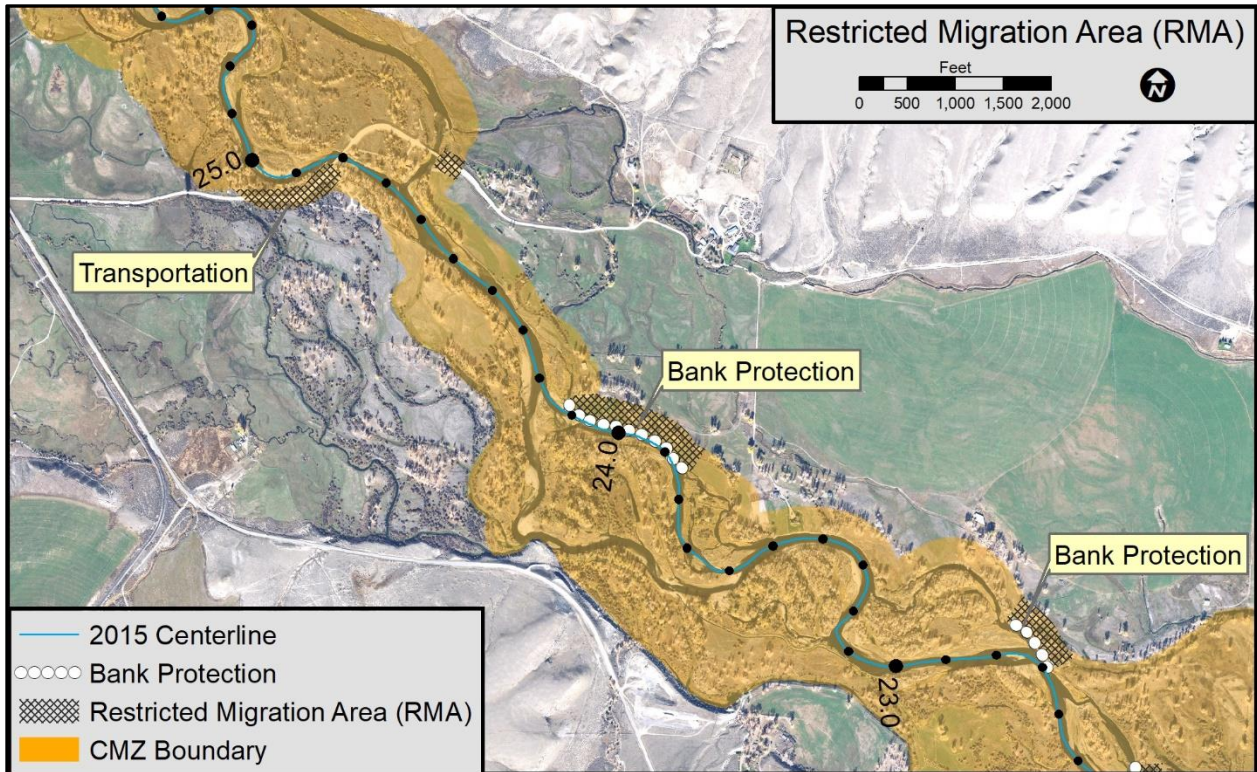 Restricted Migration Area (RMA)
Feet
0 500 1,000 1,500 2,000
N
25.0
Transportation
Bank Protection
24.0
Bank Protection
23.0
2015 Centerline
Bank Protection
Restricted Migration Area (RMA)
CMZ Boundary